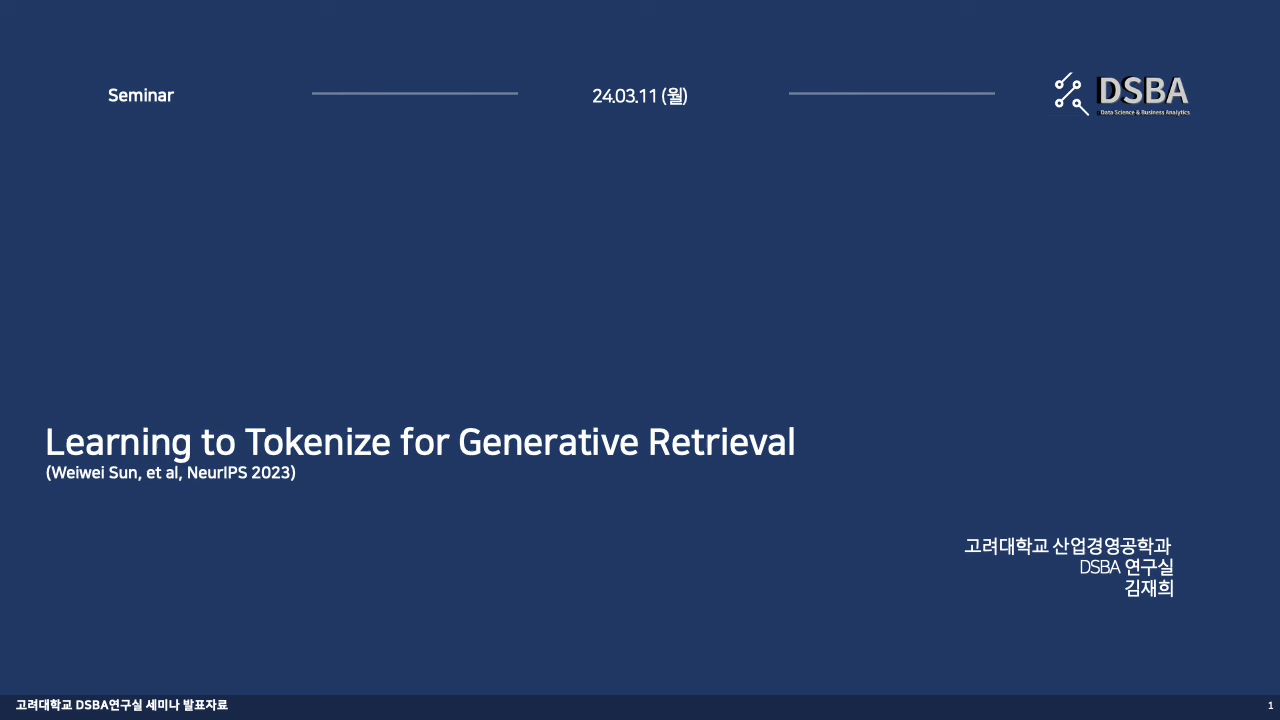 Seminar
24.03.11 (월)
DSBA
Data Science & Business Analytics
Learning to Tokenize for Generative Retrieval
(Weiwei Sun, et al, NeurIPS 2023)
고려대학교 산업경영공학과
DSBA 연구실
김재희
고려대학교 DSBA연구실 세미나 발표자료
1